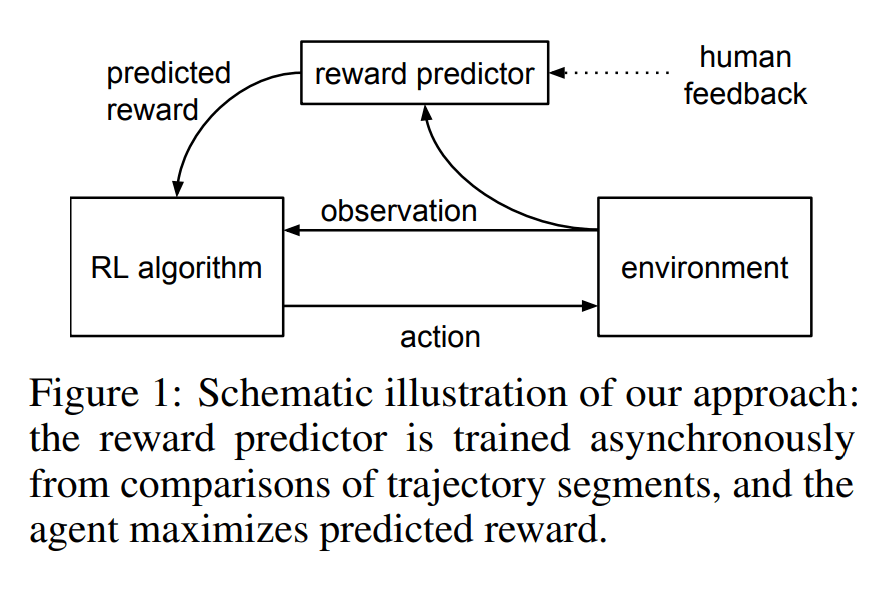 predicted
reward
reward predictor
human
feedback
observation
RL algorithm
environment
action
Figure 1: Schematic illustration of our approach:
the reward predictor is trained asynchronously
from comparisons of trajectory segments, and the
agent maximizes predicted reward.